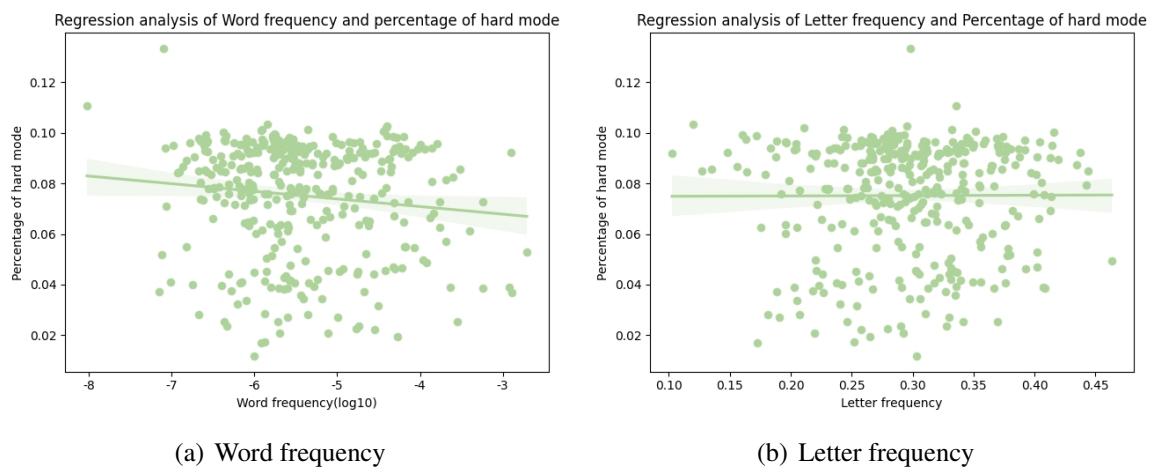 Regression analysis of Word frequency and percentage of hard mode
Percentage of hard mode
0.12
0.10
0.08
0.06
0.04
0.02
-8 -7 -6 -5 -4 -3
Word frequency(log10)
(a) Word frequency
Regression analysis of Letter frequency and Percentage of hard mode
Percentage of hard mode
0.12
0.10
0.08
0.06
0.04
0.02
0.10 0.15 0.20 0.25 0.30 0.35 0.40 0.45
Letter frequency
(b) Letter frequency